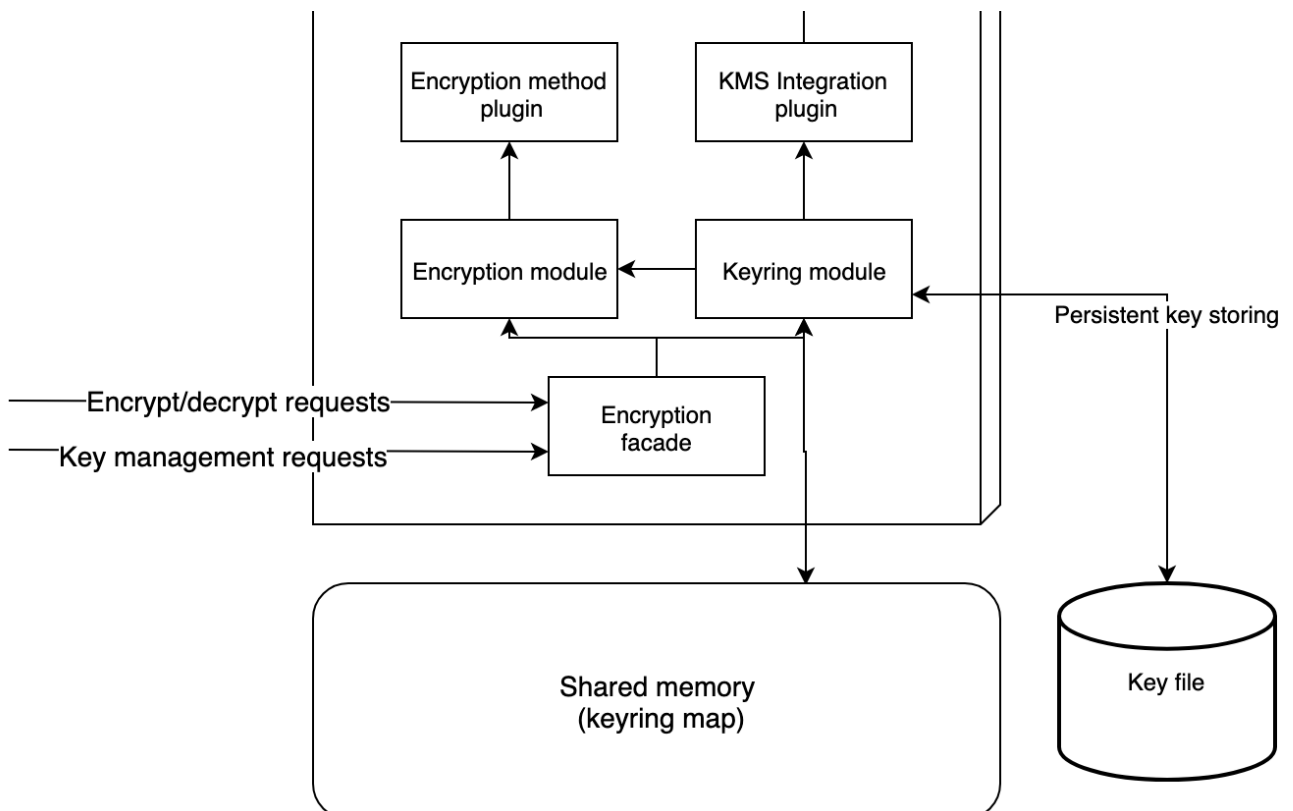 Encryption method
plugin
KMS Integration
plugin
Encryption module
Keyring module
Persistent key storing
Encrypt/decrypt requests
Key management requests
Encryption
facade
Shared memory
(keyring map)
Key file